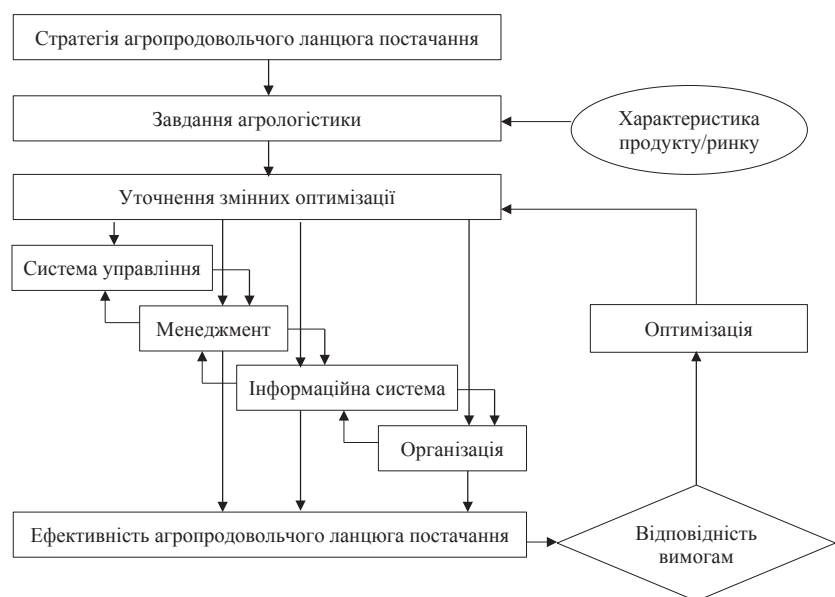 Стратегія агропродовольчого ланцюга постачання
Завдання агрологістики
Характеристика
продукту/ринку
Уточнення змінних оптимізації
Система управління
Менеджмент
Оптимізація
Інформаційна система
Організація
Ефективність агропродовольчого ланцюга постачання
Відповідність
вимогам